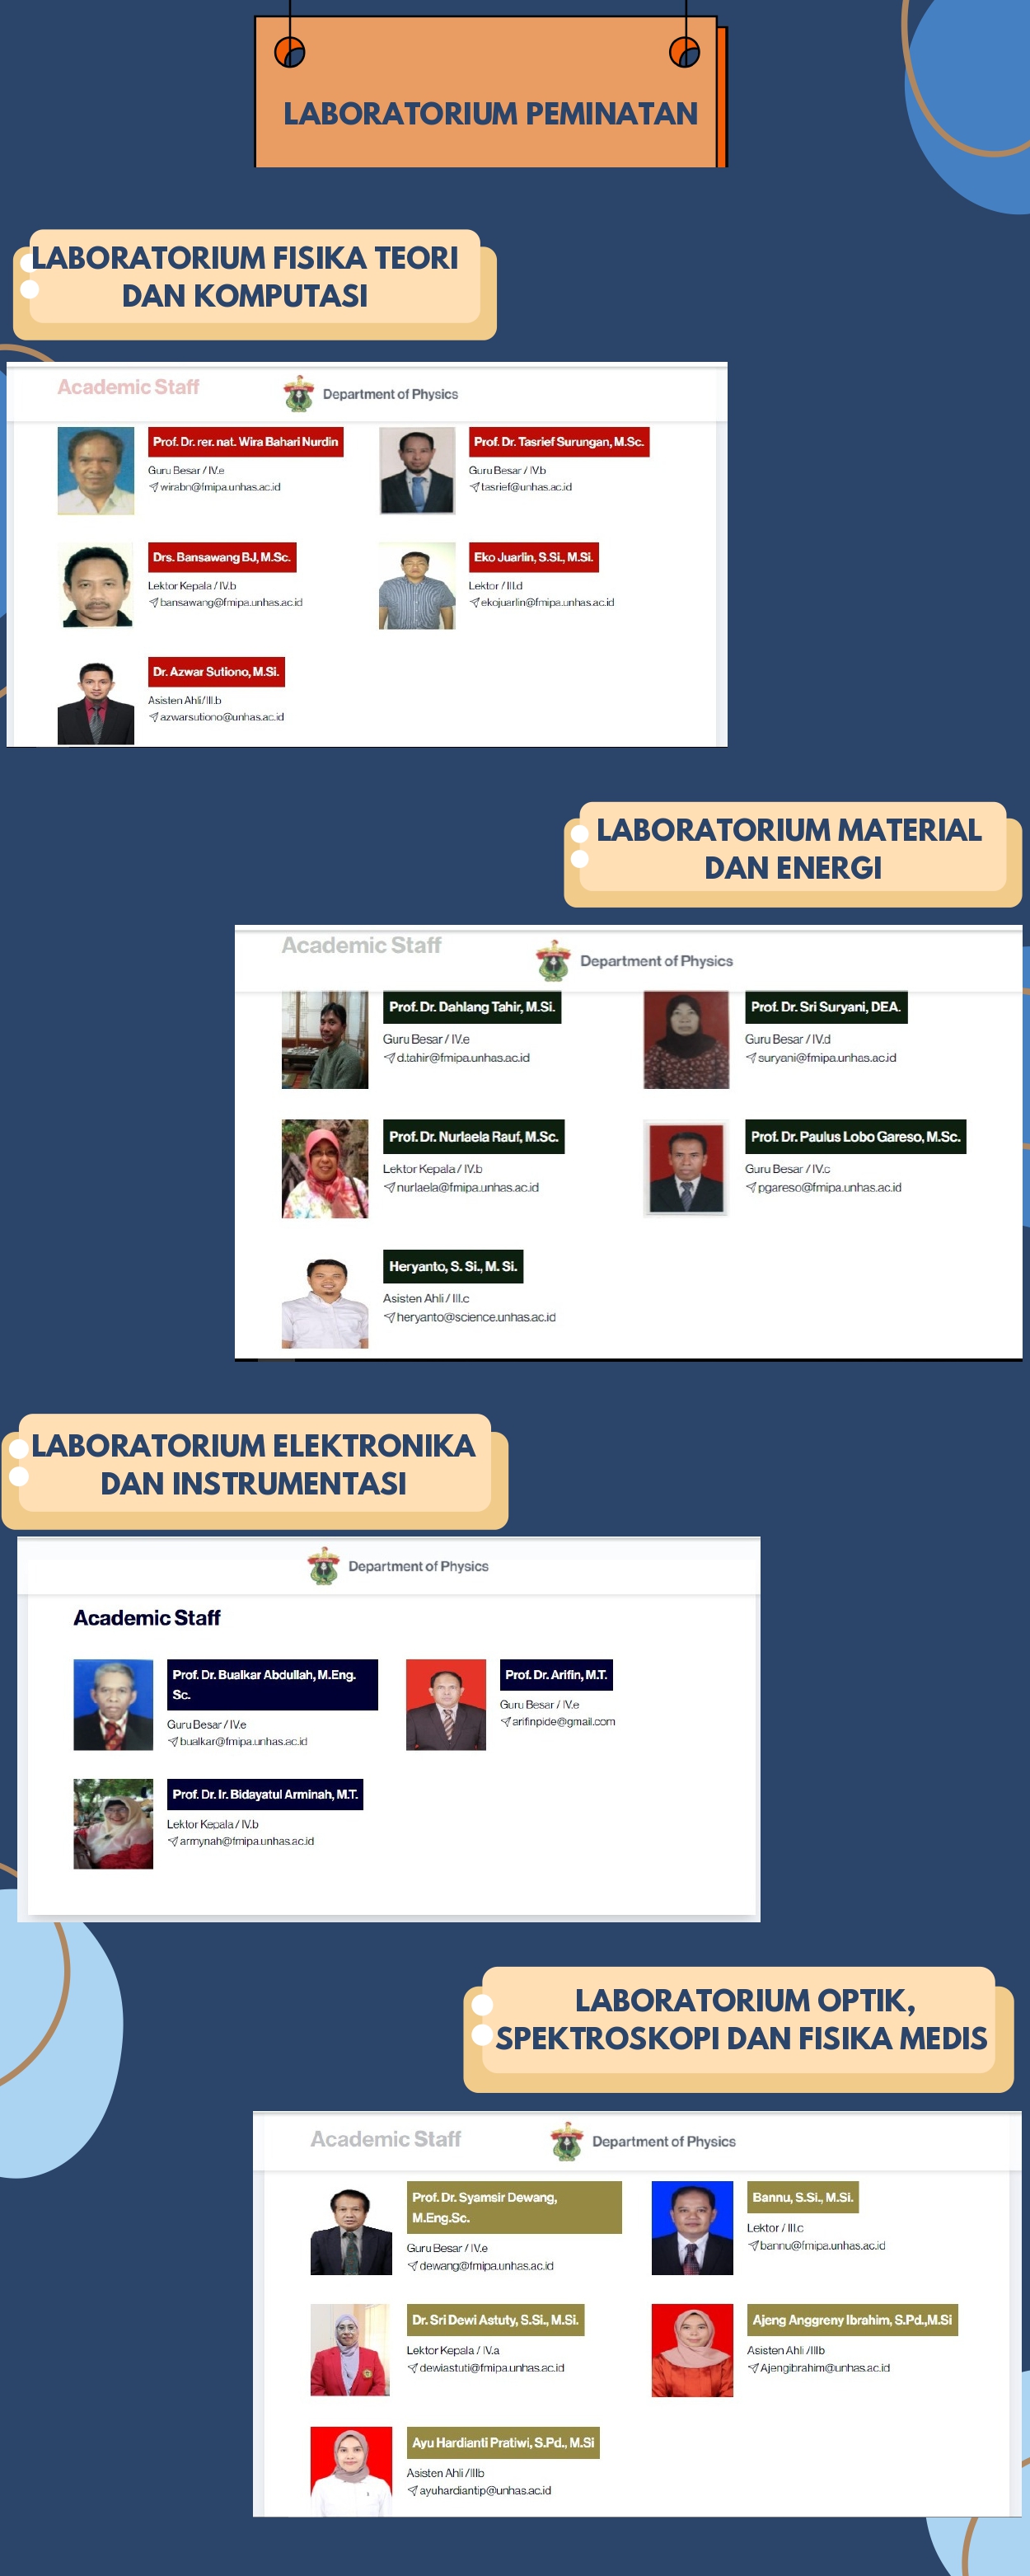 LABORATORIUM PEMINATAN
LABORATORIUM FISIKA TEORI
DAN KOMPUTASI
Academic Staff
Department of Physics
Prof. Dr. rer. nat. Wira Bahari Nurdin
Guru Besar / IV.e
wirabn@fmipa.unhas.ac.id
Prof. Dr. Tasrief Surungan, M.Sc.
Guru Besar / IV.b
tasrief@unhas.ac.id
Drs. Bansawang BJ, M.Sc.
Lektor Kepala / IV.b
bansawang@fmipa.unhas.ac.id
Eko Juarlin, S.Si., M.Si.
Lektor / III.d
ekojuarlin@fmipa.unhas.ac.id
Dr. Azwar Sutiono, M.Si.
Asisten Ahli/III.b
azwarsutiono@unhas.ac.id
LABORATORIUM MATERIAL
DAN ENERGI
Academic Staff
Department of Physics
Prof. Dr. Dahlang Tahir, M.Si.
Guru Besar / IV.e
d.tahir@fmipa.unhas.ac.id
Prof. Dr. Sri Suryani, DEA.
Guru Besar / IV.d
suryani@fmipa.unhas.ac.id
Prof. Dr. Nurlaela Rauf, M.Sc.
Lektor Kepala / IV.b
nurlaela@fmipa.unhas.ac.id
Prof. Dr. Paulus Lobo Gareso, M.Sc.
Guru Besar / IV.c
pgareso@fmipa.unhas.ac.id
Heryanto, S. Si., M. Si.
Asisten Ahli / III.c
heryanto@science.unhas.ac.id
LABORATORIUM ELEKTRONIKA
DAN INSTRUMENTASI
Department of Physics
Academic Staff
Prof. Dr. Bualkar Abdullah, M.Eng.
Sc.
Guru Besar / IV.e
bualkar@fmipa.unhas.ac.id
Prof. Dr. Arifin, M.T.
Guru Besar / IV.e
arifinpide@gmail.com
Prof. Dr. Ir. Bidayatul Arminah, M.T.
Lektor Kepala / IV.b
armynah@fmipa.unhas.ac.id
LABORATORIUM OPTIK,
SPEKTROSKOPI DAN FISIKA MEDIS
Academic Staff
Department of Physics
Prof. Dr. Syamsir Dewang,
M.Eng.Sc.
Guru Besar / IV.e
dewang@fmipa.unhas.ac.id
Bannu, S.Si., M.Si.
Lektor / III.c
bannu@fmipa.unhas.ac.id
Dr. Sri Dewi Astuty, S.Si., M.Si.
Lektor Kepala / IV.a
dewiastuti@fmipa.unhas.ac.id
Ajeng Anggreny Ibrahim, S.Pd.,M.Si
Asisten Ahli /IIIb
Ajengibrahim@unhas.ac.id
Ayu Hardianti Pratiwi, S.Pd., M.Si
Asisten Ahli /IIIb
ayuhardiantip@unhas.ac.id